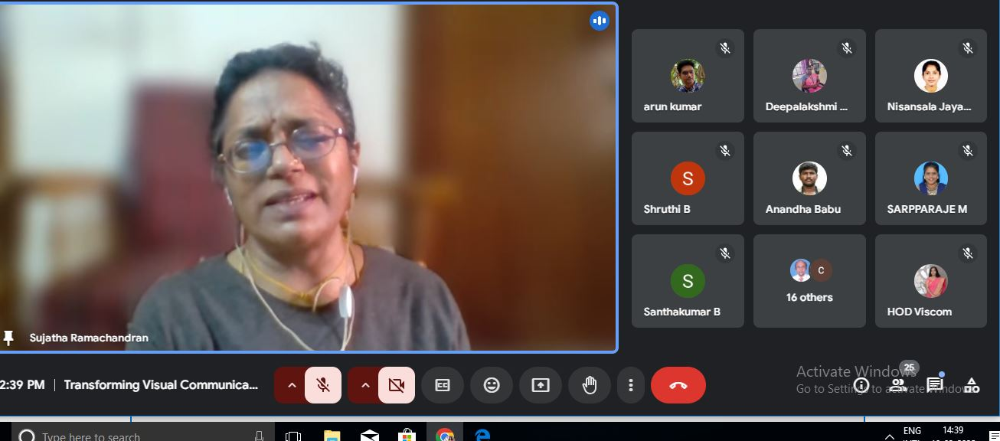 arun kumar
Deepalakshmi ...
Nisansala Jaya...
S
Shruthi B
Anandha Babu
SARPPARAJE M
S
Santhakumar B
C
16 others
HOD Viscom
Sujatha Ramachandran
2:39 PM | Transforming Visual Communica...
CC
25
Activate Windows
Go to Settings to activate Windows.
Type here to search
ENG
14:39